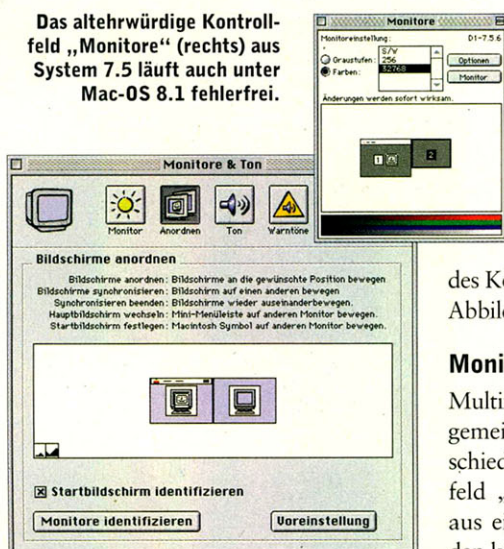 Das altehrwürdige Kontroll-
feld „Monitore“ (rechts) aus
System 7.5 läuft auch unter
Mac-OS 8.1 fehlerfrei.
Monitore
Monitoreinstellung: D1-7.5.6
Graustufen: S/W
Farben: 256
32768
Optionen
Monitor
Änderungen werden sofort wirksam.
1 2
Monitore & Ton
Monitor Anordnen Ton Warntöne
Bildschirme anordnen
Bildschirme anordnen: Bildschirme an die gewünschte Position bewegen
Bildschirme synchronisieren: Bildschirm auf einen anderen bewegen
Synchronisieren beenden: Bildschirme wieder auseinanderbewegen.
Hauptbildschirm wechseln: Mini-Menüleiste auf anderen Monitor bewegen.
Startbildschirm festlegen: Macintosh Symbol auf anderen Monitor bewegen.
Startbildschirm identifizieren
Monitore identifizieren Voreinstellung
des K
Abbild
Moni
Multi
gemei
schied
feld „
aus e